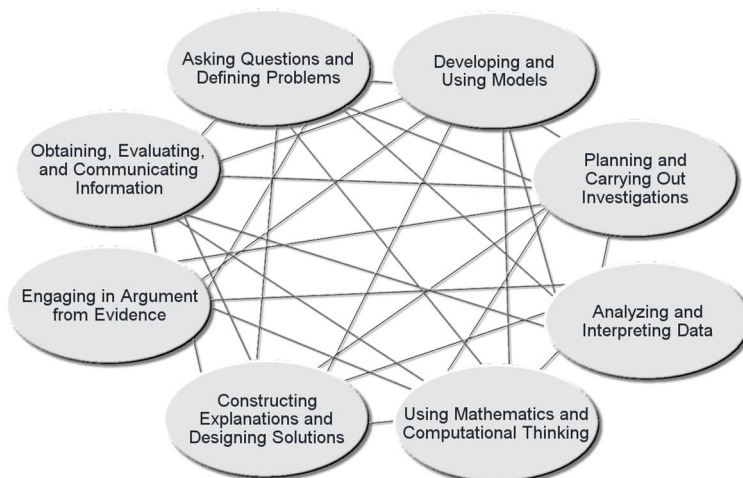 Asking Questions and
Defining Problems
Developing and
Using Models
Obtaining, Evaluating,
and Communicating
Information
Planning and
Carrying Out
Investigations
Engaging in Argument
from Evidence
Analyzing and
Interpreting Data
Constructing
Explanations and
Designing Solutions
Using Mathematics and
Computational Thinking